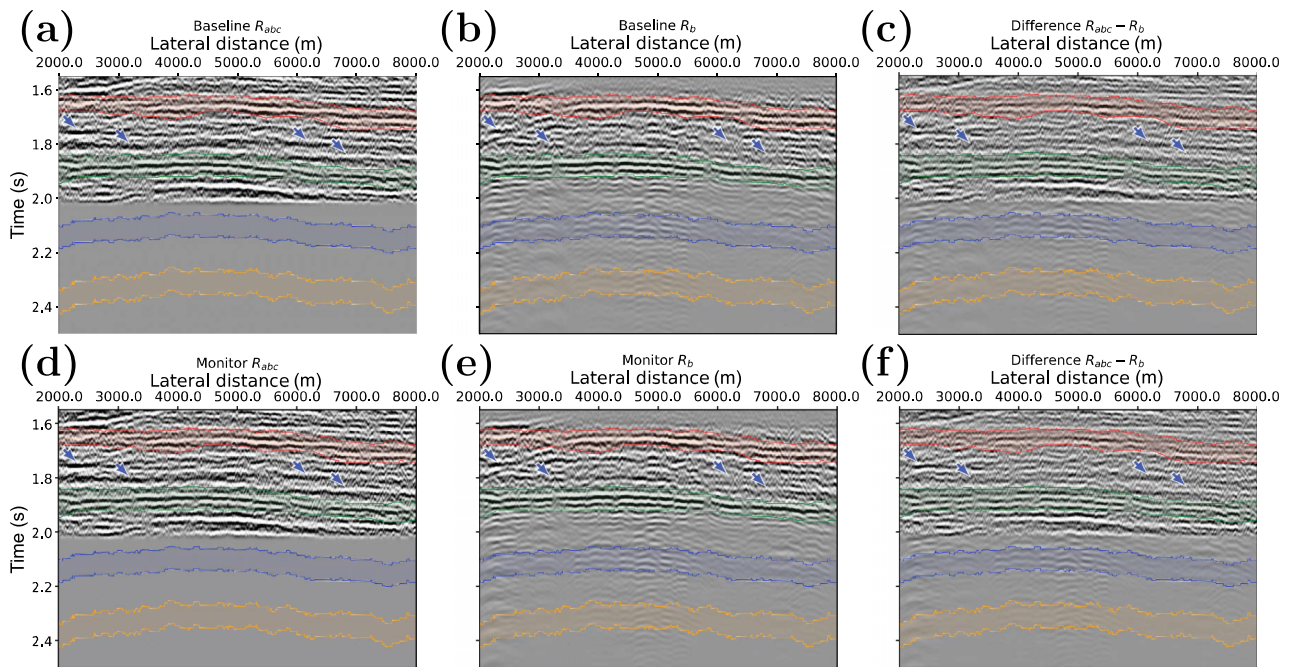 (a) Baseline R_abc (b) Baseline R_b (c) Difference R_abc − R_b
Lateral distance (m) Lateral distance (m) Lateral distance (m)
2000.0 3000.0 4000.0 5000.0 6000.0 7000.0 8000.0 2000.0 3000.0 4000.0 5000.0 6000.0 7000.0 8000.0 2000.0 3000.0 4000.0 5000.0 6000.0 7000.0 8000.0
Time (s)
1.6
1.8
2.0
2.2
2.4
(d) Monitor R_abc (e) Monitor R_b (f) Difference R_abc − R_b
Lateral distance (m) Lateral distance (m) Lateral distance (m)
2000.0 3000.0 4000.0 5000.0 6000.0 7000.0 8000.0 2000.0 3000.0 4000.0 5000.0 6000.0 7000.0 8000.0 2000.0 3000.0 4000.0 5000.0 6000.0 7000.0 8000.0
Time (s)
1.6
1.8
2.0
2.2
2.4